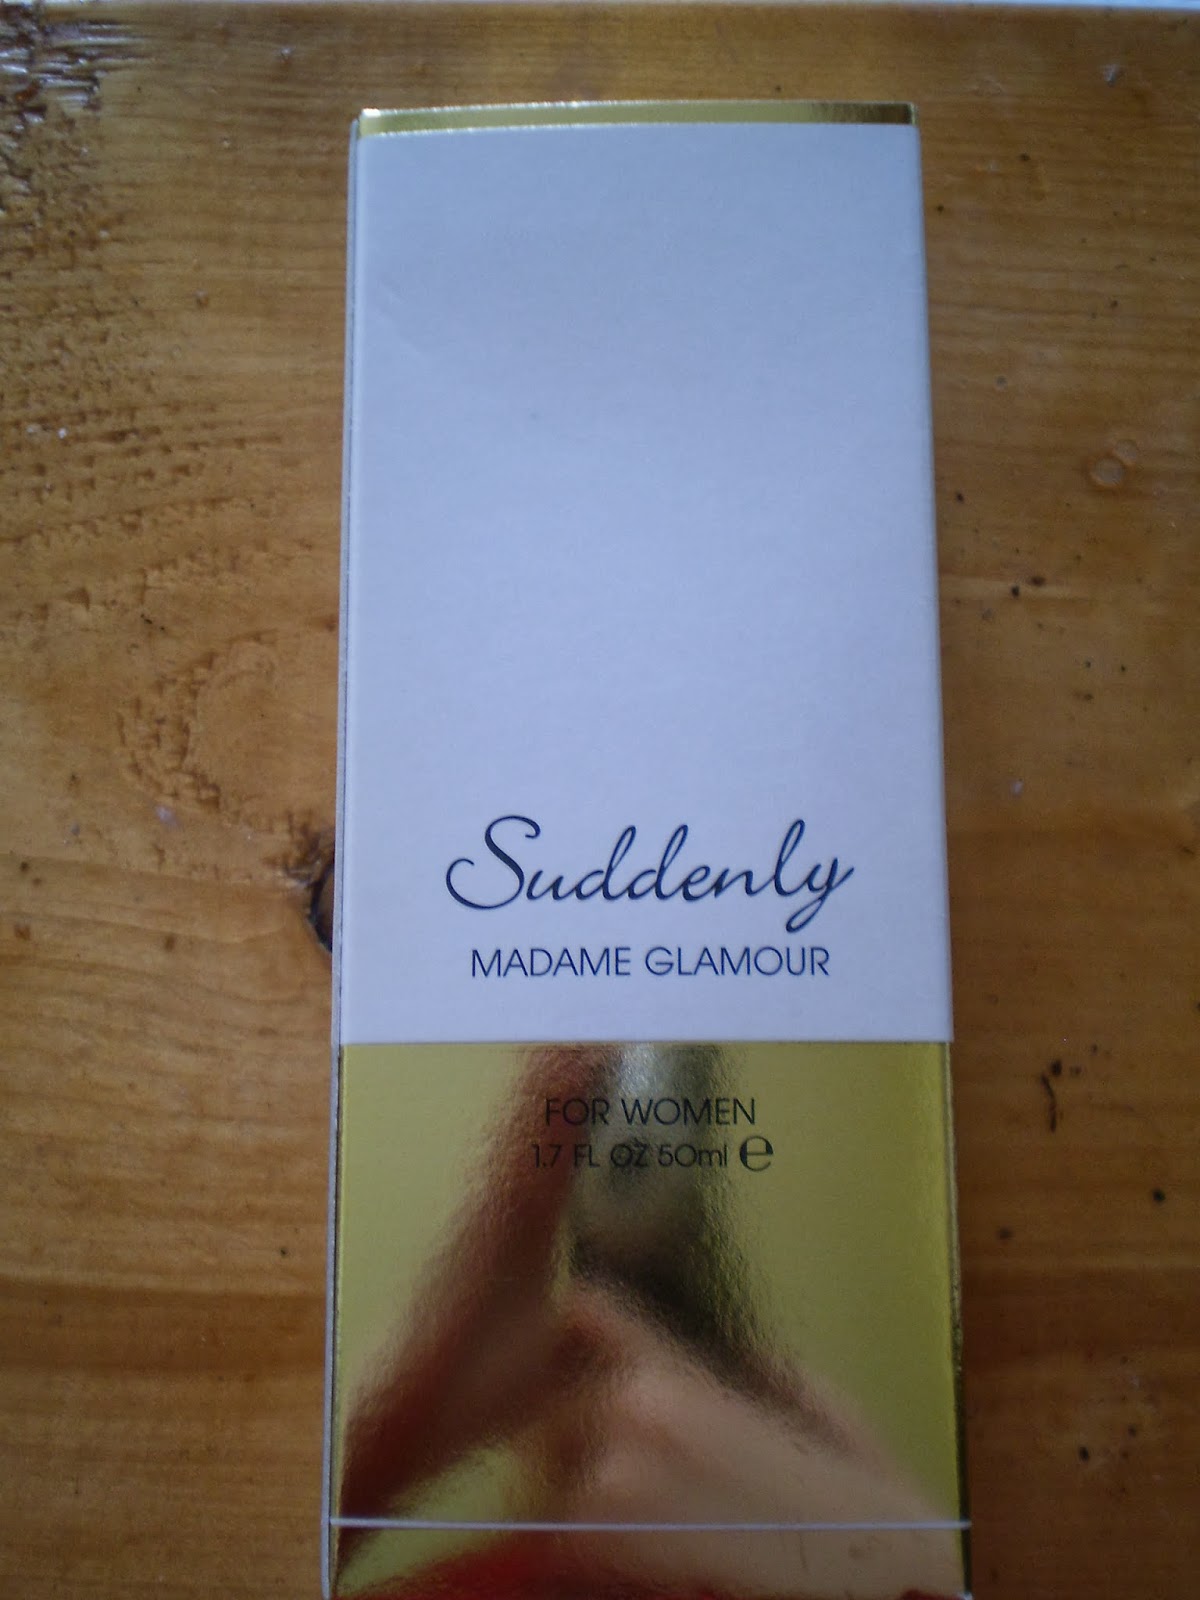 Suddenly
MADAME GLAMOUR
FOR WOMEN
1.7 FL OZ 50ml ℮